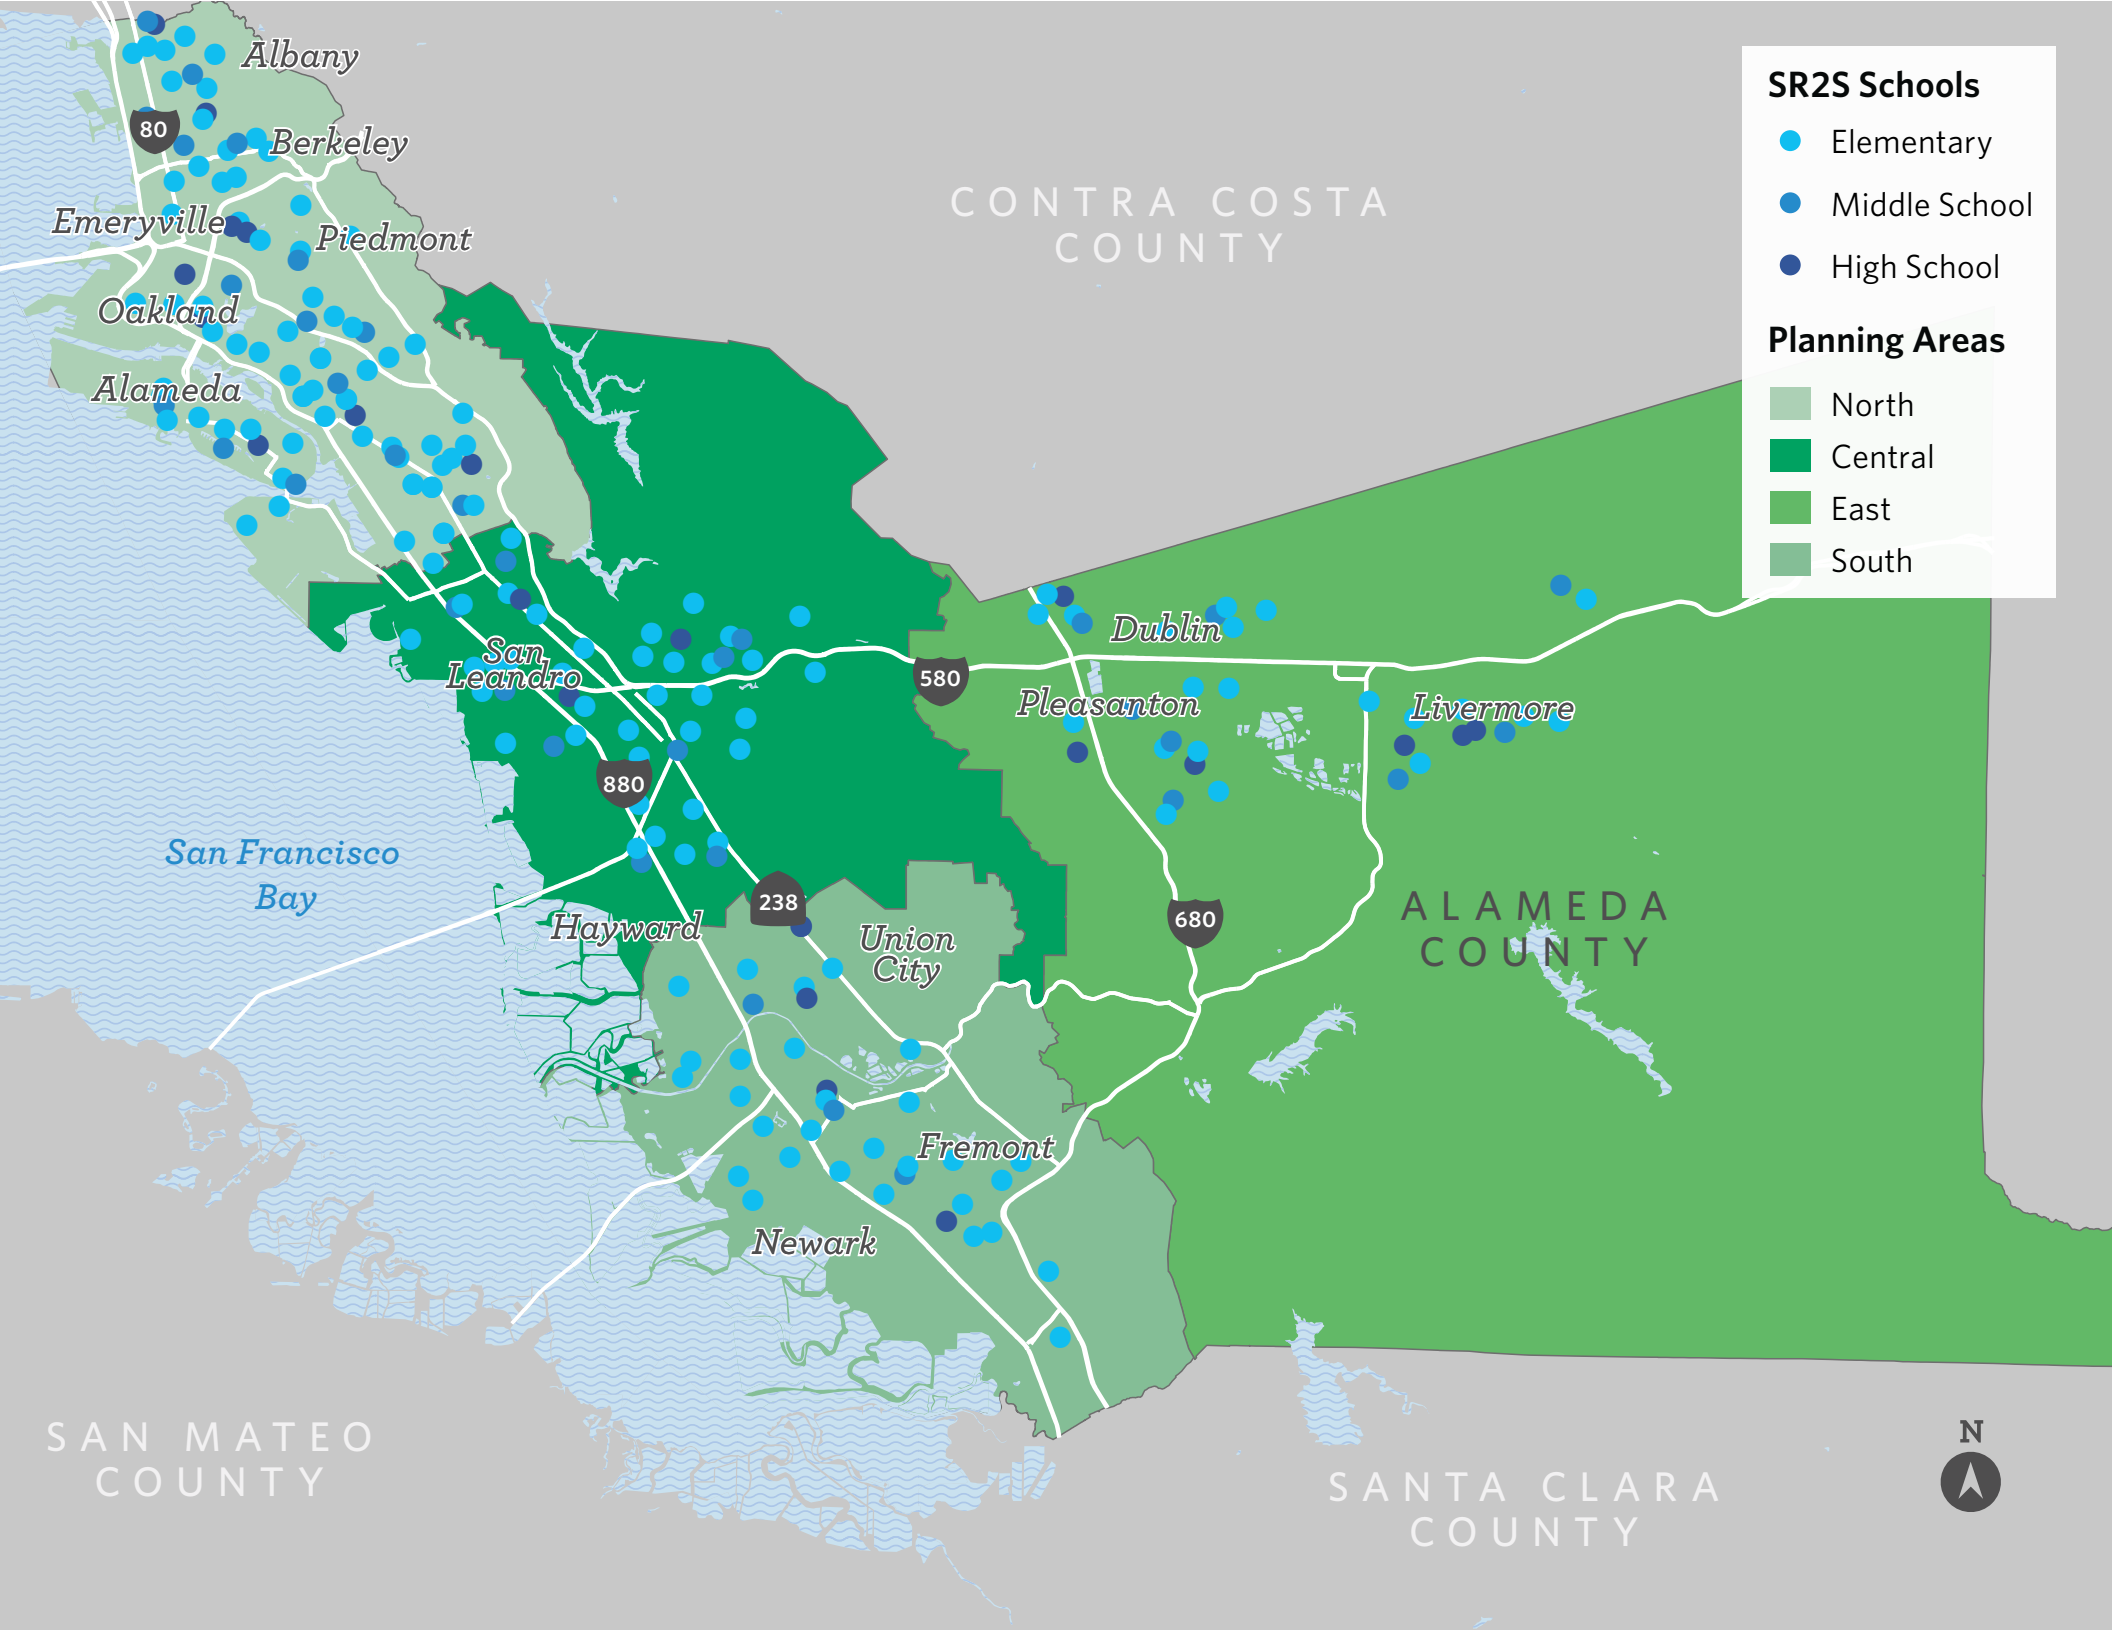 Albany
80
Berkeley
Emeryville
Piedmont
Oakland
Alameda
CONTRA COSTA
COUNTY
SR2S Schools
Elementary
Middle School
High School
Planning Areas
North
Central
East
South
San
Leandro
580
Dublin
Pleasanton
Livermore
880
San Francisco
Bay
238
Hayward
Union
City
680
ALAMEDA
COUNTY
Fremont
Newark
SAN MATEO
COUNTY
SANTA CLARA
COUNTY
N